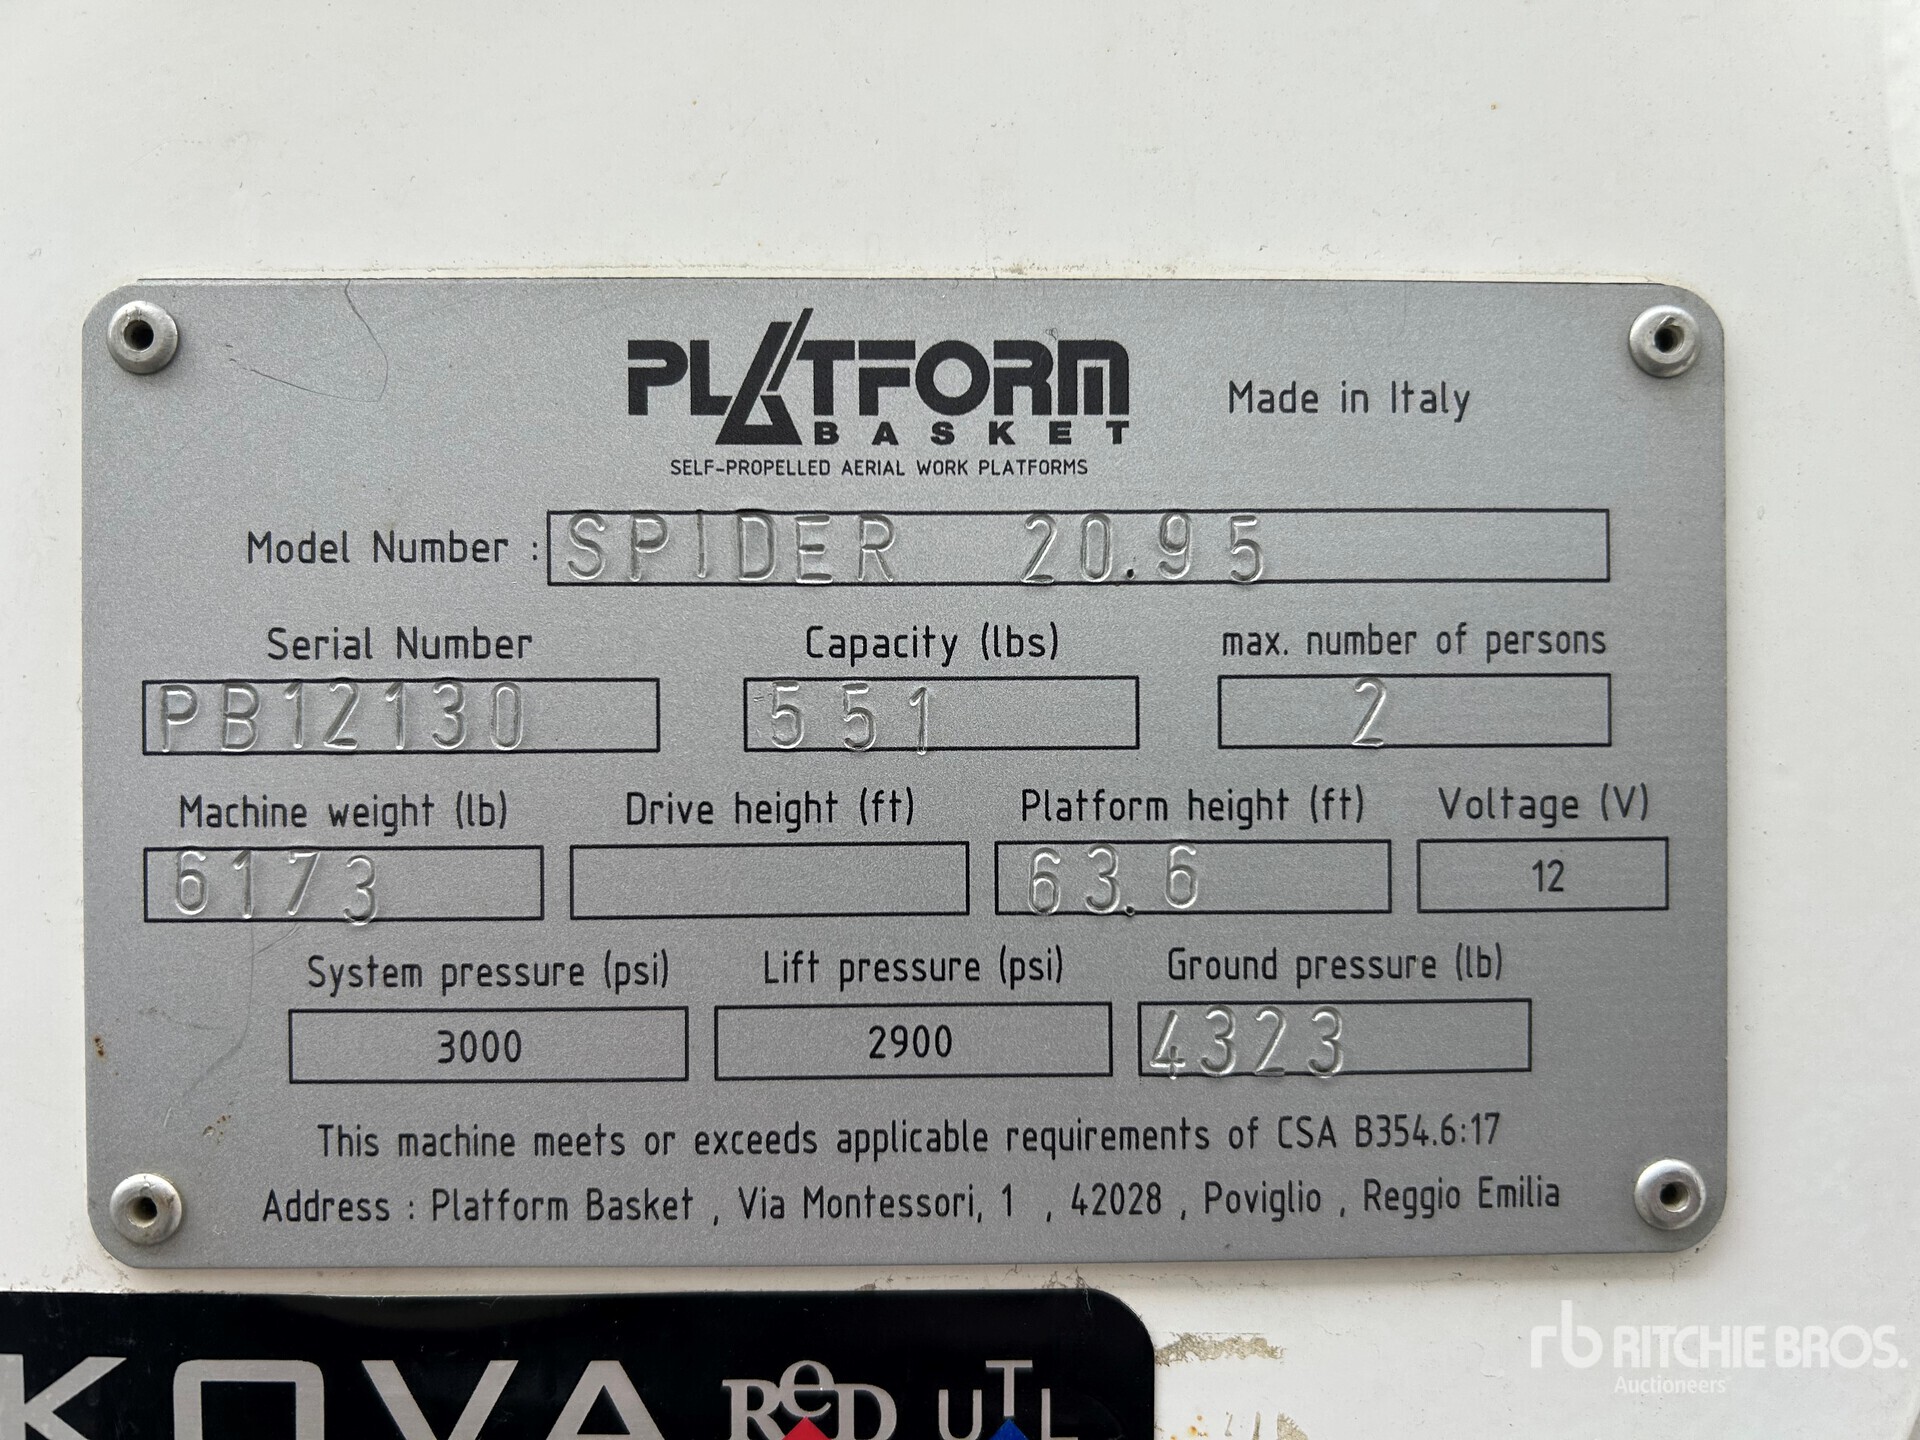 PLATFORM
BASKET
SELF-PROPELLED AERIAL WORK PLATFORMS
Made in Italy
Model Number : SPIDER 20.95
Serial Number Capacity (lbs) max. number of persons
PB12130 551 2
Machine weight (lb) Drive height (ft) Platform height (ft) Voltage (V)
6173 63.6 12
System pressure (psi) Lift pressure (psi) Ground pressure (lb)
3000 2900 4323
This machine meets or exceeds applicable requirements of CSA B354.6:17
Address : Platform Basket , Via Montessori, 1 , 42028 , Poviglio , Reggio Emilia
KOVA ReD UTL
rb RITCHIE BROS.
Auctioneers